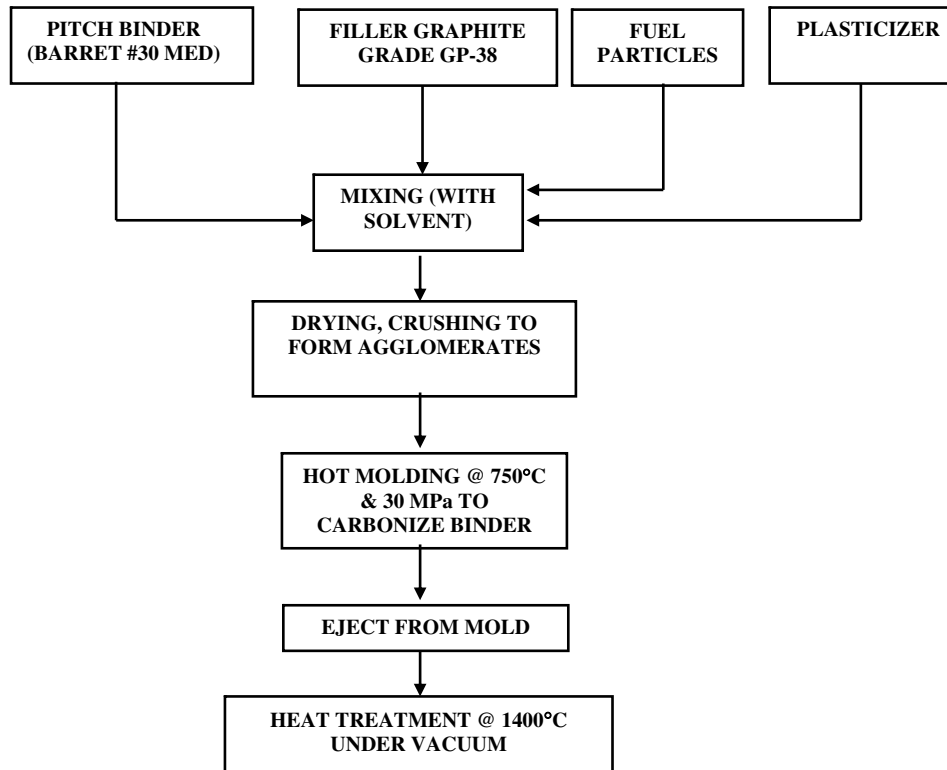 PITCH BINDER
(BARRET #30 MED)
FILLER GRAPHITE
GRADE GP-38
FUEL
PARTICLES
PLASTICIZER
MIXING (WITH
SOLVENT)
DRYING, CRUSHING TO
FORM AGGLOMERATES
HOT MOLDING @ 750°C
& 30 MPa TO
CARBONIZE BINDER
EJECT FROM MOLD
HEAT TREATMENT @ 1400°C
UNDER VACUUM